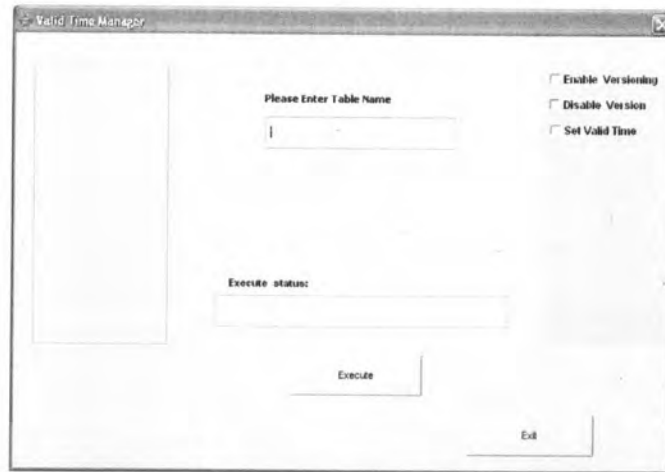 Valid Time Manager
Please Enter Table Name
Enable Versioning
Disable Version
Set Valid Time
Execute status:
Execute
Exit